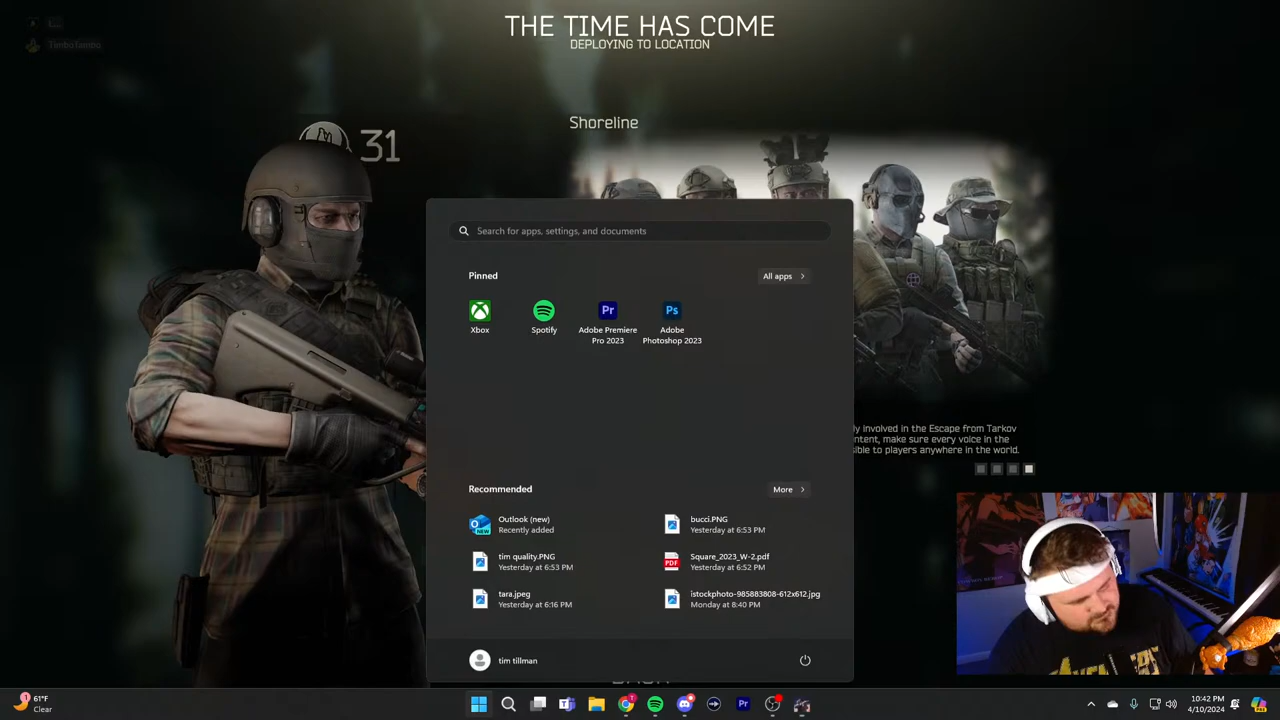 THE TIME HAS COME
DEPLOYING TO LOCATION
Timbotambo
31
Shoreline
Search for apps, settings, and documents
Pinned
All apps
Xbox
Spotify
Pr
Adobe Premiere
Pro 2023
Ps
Adobe
Photoshop 2023
ly involved in the Escape from Tarkov
ntent, make sure every voice in the
sible to players anywhere in the world.
Recommended
More
Outlook (new)
Recently added
bucci.PNG
Yesterday at 6:53 PM
tim quality.PNG
Yesterday at 6:53 PM
PDF
Square_2023_W-2.pdf
Yesterday at 6:52 PM
tara.jpeg
Yesterday at 6:16 PM
istockphoto-985883808-612x612.jpg
Monday at 8:40 PM
tim tillman
61°F
Clear
Pr
10:42 PM
4/10/2024